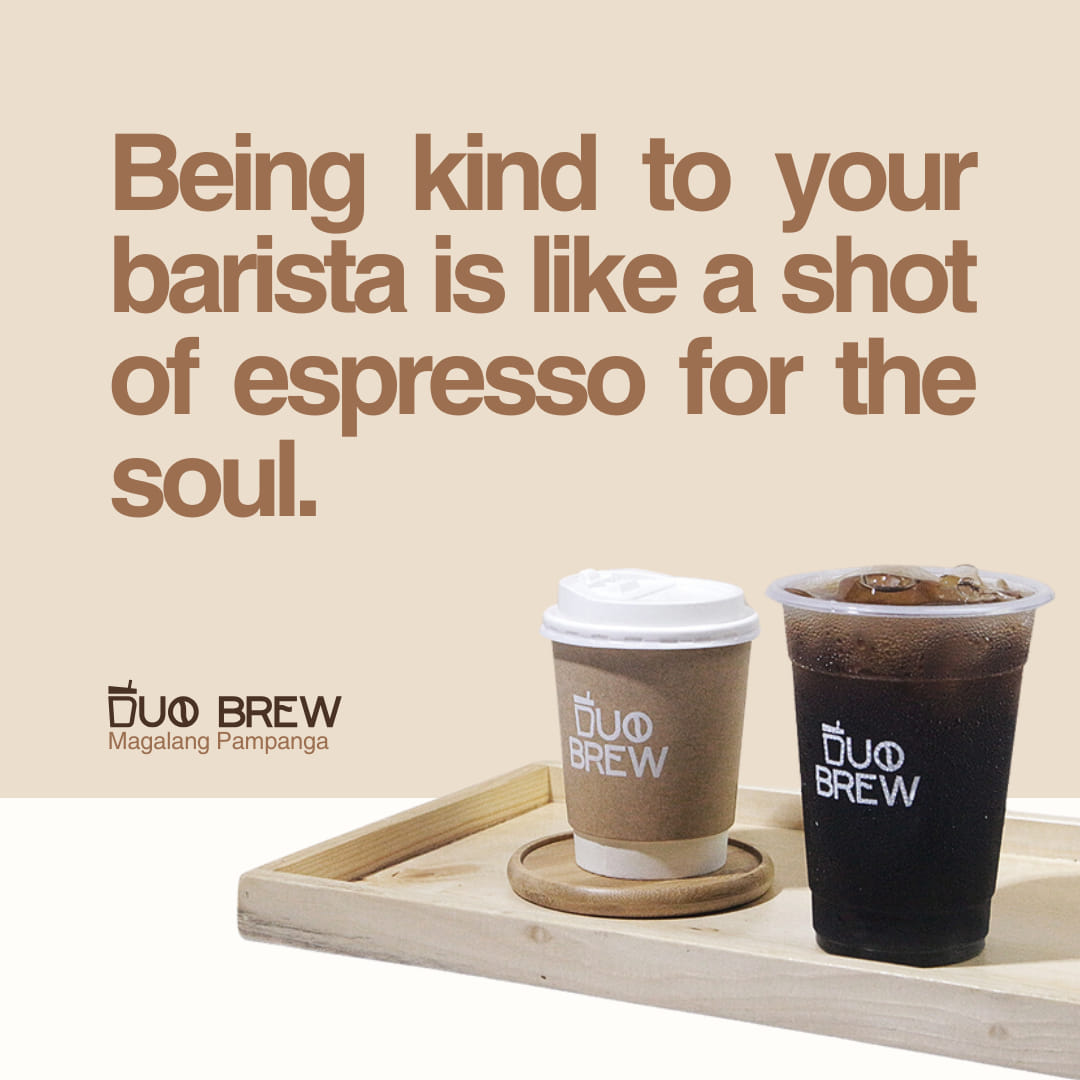 Being kind to your
barista is like a shot
of espresso for the
soul.
DUO BREW
Magalang Pampanga
DUO
BREW
DUO
BREW